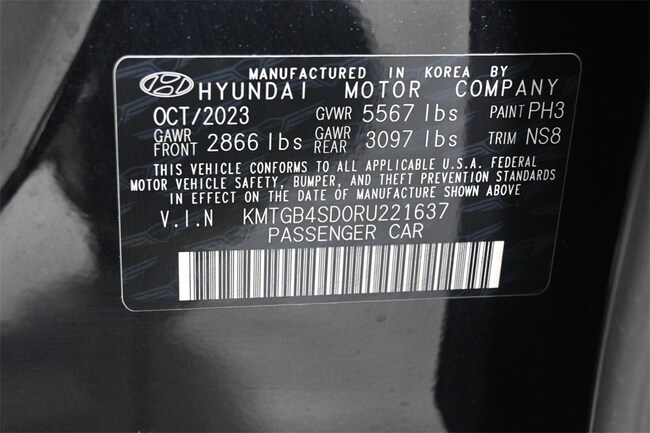 MANUFACTURED IN KOREA BY
HYUNDAI MOTOR COMPANY
OCT/2023 GVWR 5567 lbs PAINT PH3
GAWR FRONT 2866 lbs GAWR REAR 3097 lbs TRIM NS8
THIS VEHICLE CONFORMS TO ALL APPLICABLE U.S.A. FEDERAL
MOTOR VEHICLE SAFETY, BUMPER, AND THEFT PREVENTION STANDARDS
IN EFFECT ON THE DATE OF MANUFACTURE SHOWN ABOVE
V.I.N KMTGB4SD0RU221637
PASSENGER CAR